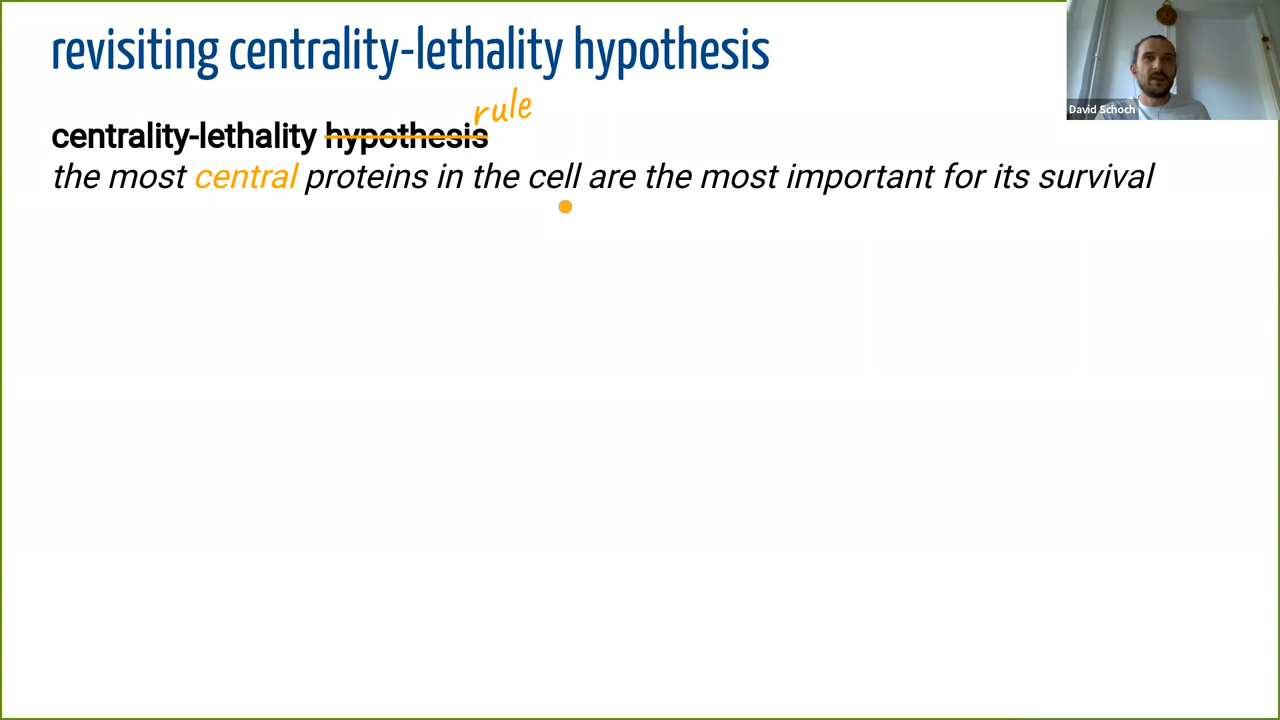 revisiting centrality-lethality hypothesis
rule
centrality-lethality hypothesis
the most central proteins in the cell are the most important for its survival
David Schoch